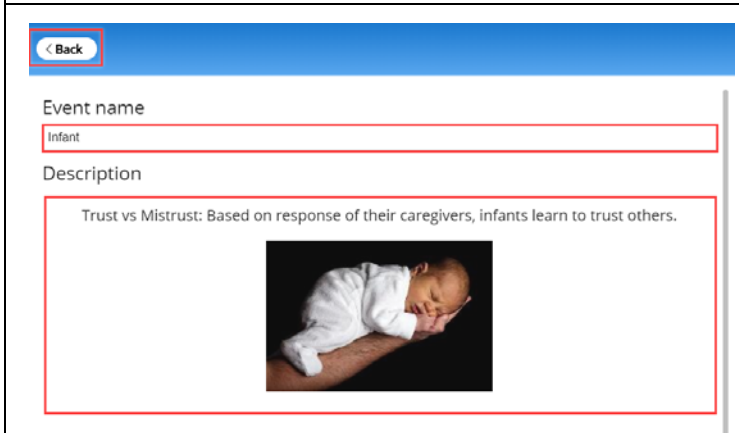 < Back
Event name
Infant
Description
Trust vs Mistrust: Based on response of their caregivers, infants learn to trust others.